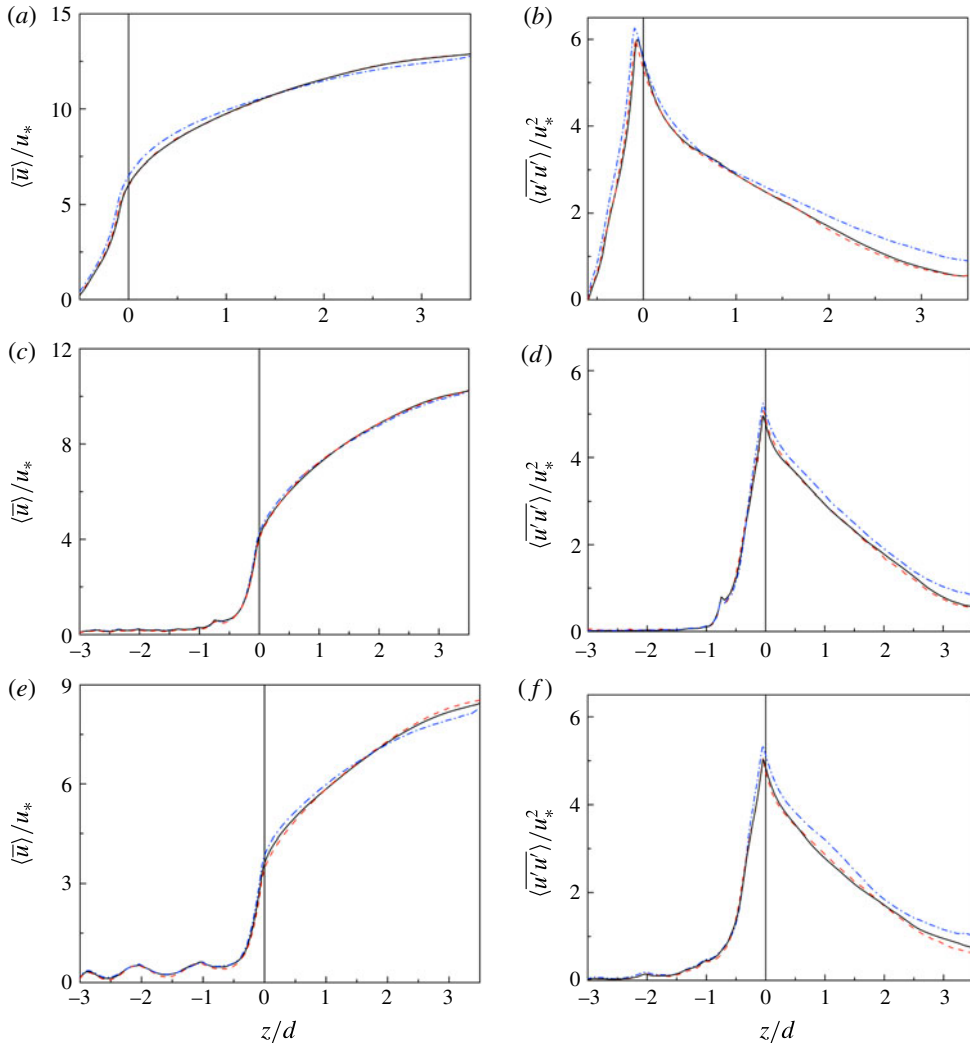 (a)
15
10
5
0
⟨u̅⟩/u*
0 1 2 3
(b)
6
4
2
0
⟨u′u′⟩/u*²
0 1 2 3
z/d
(c)
12
8
4
0
⟨u̅⟩/u*
−3 −2 −1 0 1 2 3
(d)
6
4
2
0
⟨u′u′⟩/u*²
−3 −2 −1 0 1 2 3
(e)
9
6
3
0
⟨u̅⟩/u*
−3 −2 −1 0 1 2 3
z/d
(f)
6
4
2
0
⟨u′u′⟩/u*²
−3 −2 −1 0 1 2 3
z/d